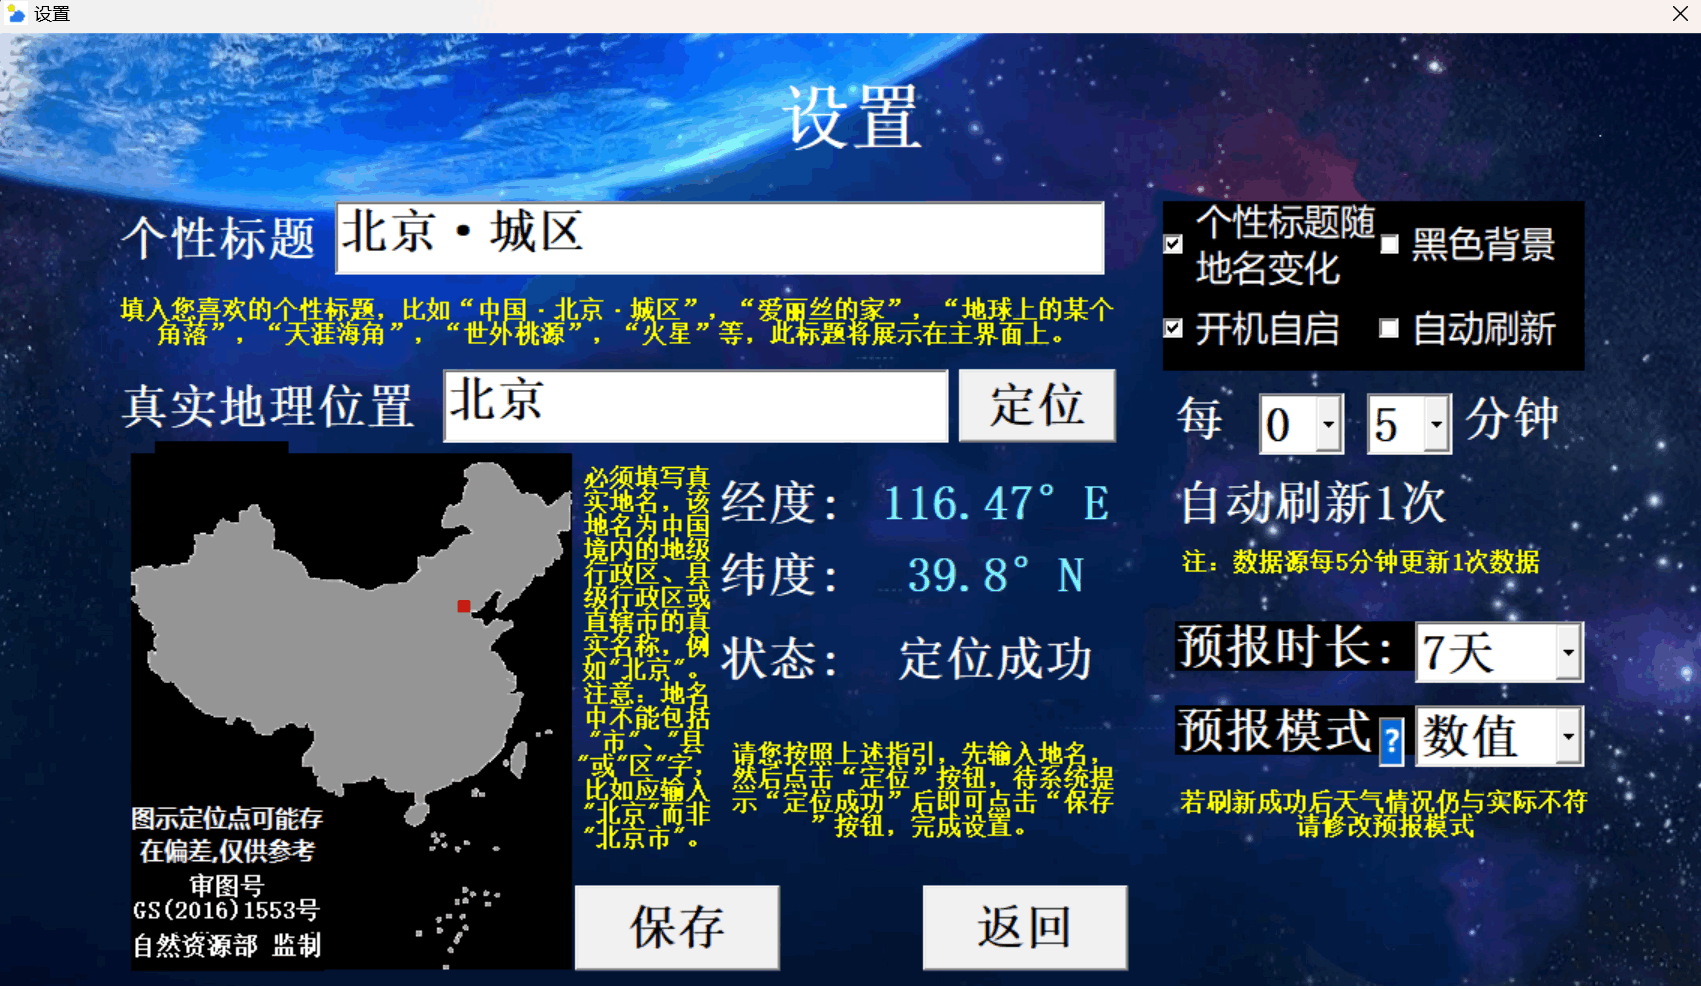 设置
设置
个性标题
北京·城区
填入您喜欢的个性标题，比如“中国·北京·城区”，“爱丽丝的家”，“地球上的某个
角落”，“天涯海角”，“世外桃源”，“火星”等，此标题将展示在主界面上。
真实地理位置
北京
定位
图示定位点可能存
在偏差,仅供参考
审图号
GS(2016)1553号
自然资源部 监制
必须填写真
实地名，该
地名为中国
境内的地级
行政区、县
级行政区或
直辖市的真
实名称，例
如"北京"。
注意：地名
中不能包括
"市"、"县
"或"区"字，
比如应输入
"北京"而非
"北京市"。
经度： 116.47° E
纬度： 39.8° N
状态： 定位成功
请您按照上述指引，先输入地名，
然后点击“定位”按钮，待系统提
示“定位成功”后即可点击“保存
”按钮，完成设置。
保存
返回
个性标题随
地名变化
黑色背景
开机自启
自动刷新
每 0 5 分钟
自动刷新1次
注：数据源每5分钟更新1次数据
预报时长： 7天
预报模式 ? 数值
若刷新成功后天气情况仍与实际不符
请修改预报模式